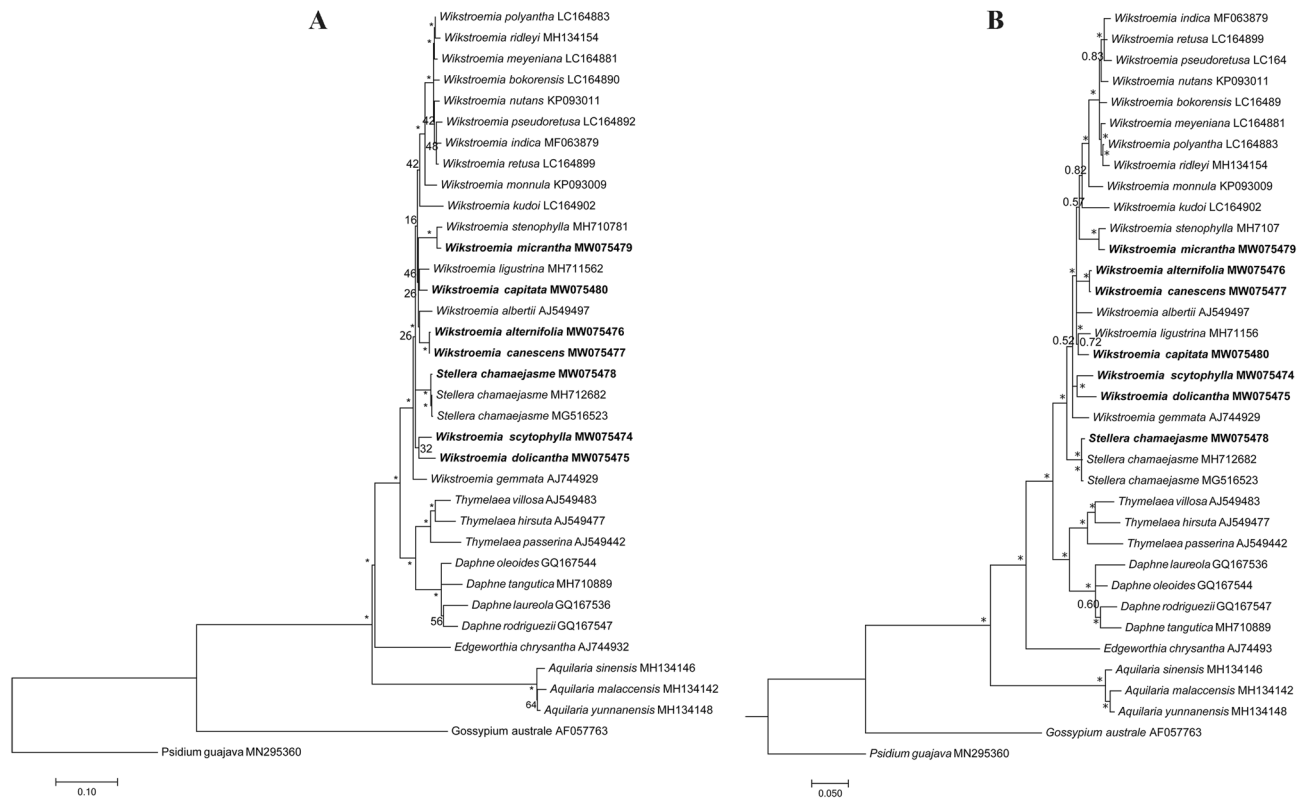 A
Wikstroemia polyantha LC164883
*
Wikstroemia ridleyi MH134154
*
Wikstroemia meyeniana LC164881
*
Wikstroemia bokorensis LC164890
Wikstroemia nutans KP093011
42
Wikstroemia pseudoretusa LC164892
*
48
Wikstroemia indica MF063879
Wikstroemia retusa LC164899
42
Wikstroemia monnula KP093009
Wikstroemia kudoi LC164902
16
Wikstroemia stenophylla MH710781
*
Wikstroemia micrantha MW075479
46
Wikstroemia ligustrina MH711562
26
Wikstroemia capitata MW075480
Wikstroemia albertii AJ549497
*
26
Wikstroemia alternifolia MW075476
*
Wikstroemia canescens MW075477
Stellera chamaejasme MW075478
*
Stellera chamaejasme MH712682
*
Stellera chamaejasme MG516523
*
Wikstroemia scytophylla MW075474
32
Wikstroemia dolicantha MW075475
*
Wikstroemia gemmata AJ744929
Thymelaea villosa AJ549483
*
Thymelaea hirsuta AJ549477
*
Thymelaea passerina AJ549442
*
*
Daphne oleoides GQ167544
Daphne tangutica MH710889
*
Daphne laureola GQ167536
56
Daphne rodriguezii GQ167547
*
Edgeworthia chrysantha AJ744932
Aquilaria sinensis MH134146
*
Aquilaria malaccensis MH134142
64
Aquilaria yunnanensis MH134148
Gossypium australe AF057763
Psidium guajava MN295360
0.10
B
Wikstroemia indica MF063879
*
Wikstroemia retusa LC164899
0.83
Wikstroemia pseudoretusa LC164
Wikstroemia nutans KP093011
*
Wikstroemia bokorensis LC16489
Wikstroemia meyeniana LC164881
*
*
Wikstroemia polyantha LC164883
*
Wikstroemia ridleyi MH134154
0.82
Wikstroemia monnula KP093009
0.57
Wikstroemia kudoi LC164902
Wikstroemia stenophylla MH7107
*
Wikstroemia micrantha MW075479
*
*
Wikstroemia alternifolia MW075476
Wikstroemia canescens MW075477
Wikstroemia albertii AJ549497
*
Wikstroemia ligustrina MH71156
0.52
0.72
Wikstroemia capitata MW075480
Wikstroemia scytophylla MW075474
*
Wikstroemia dolicantha MW075475
*
Wikstroemia gemmata AJ744929
Stellera chamaejasme MW075478
*
Stellera chamaejasme MH712682
*
*
Stellera chamaejasme MG516523
Thymelaea villosa AJ549483
*
Thymelaea hirsuta AJ549477
*
Thymelaea passerina AJ549442
*
*
Daphne laureola GQ167536
Daphne oleoides GQ167544
*
0.60
Daphne rodriguezii GQ167547
*
Daphne tangutica MH710889
*
Edgeworthia chrysantha AJ74493
Aquilaria sinensis MH134146
*
Aquilaria malaccensis MH134142
*
Aquilaria yunnanensis MH134148
Gossypium australe AF057763
Psidium guajava MN295360
0.050